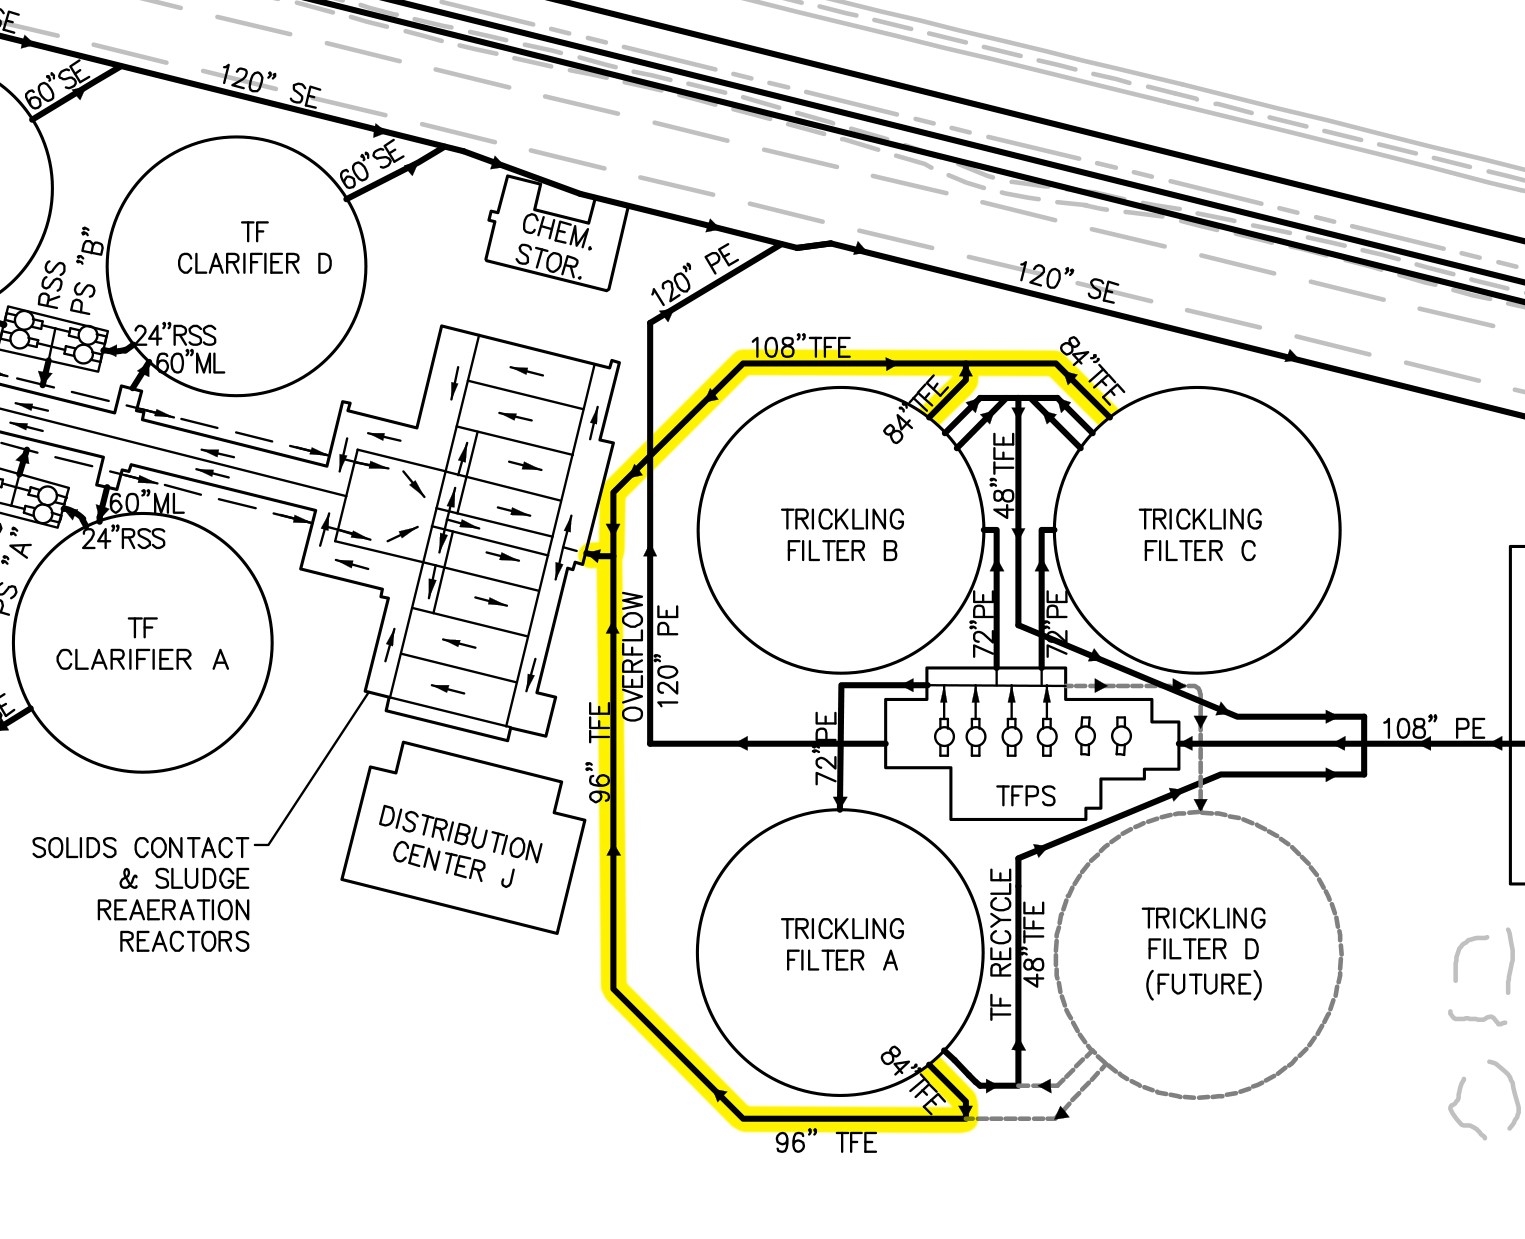 SE
60"SE
120" SE
60"SE
TF
CLARIFIER D
CHEM.
STOR.
RSS
PS "B"
24"RSS
60"ML
120" PE
120" SE
108"TFE
84"TFE
84"TFE
48"TFE
TRICKLING
FILTER B
TRICKLING
FILTER C
60"ML
24"RSS
PS "A"
TF
CLARIFIER A
SE
OVERFLOW
120" PE
96" TFE
72"PE
72"PE
72"PE
108" PE
TFPS
DISTRIBUTION
CENTER J
SOLIDS CONTACT
& SLUDGE
REAERATION
REACTORS
TRICKLING
FILTER A
TF RECYCLE
48"TFE
TRICKLING
FILTER D
(FUTURE)
84"TFE
96" TFE